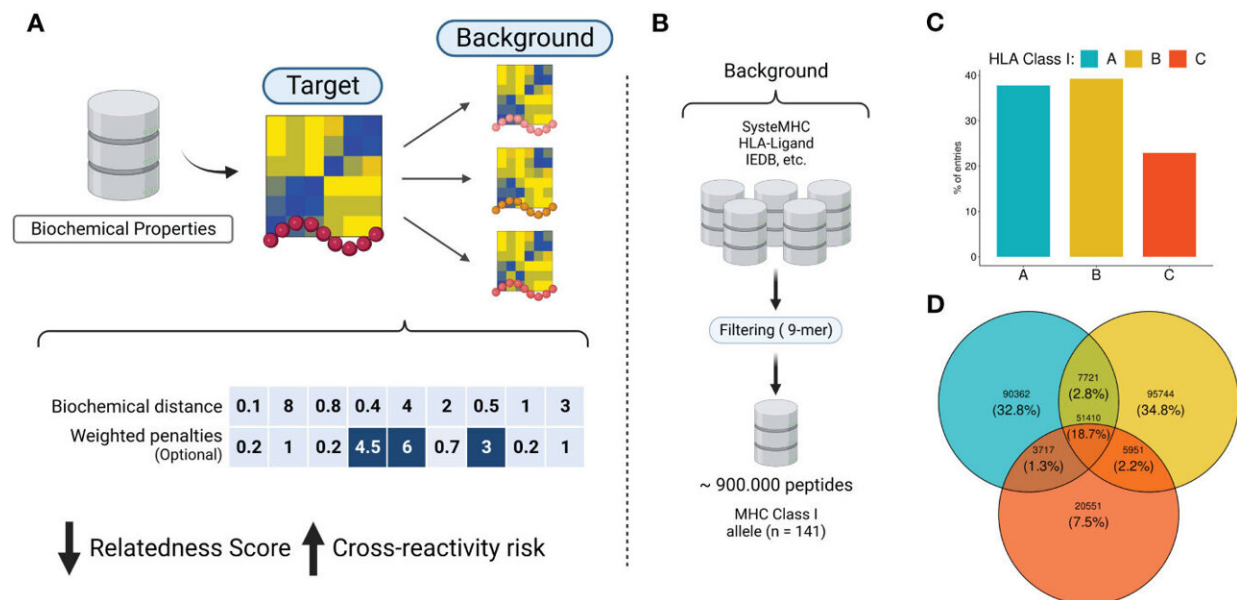 A
Background
Target
Biochemical Properties
Biochemical distance 0.1 8 0.8 0.4 4 2 0.5 1 3
Weighted penalties 0.2 1 0.2 4.5 6 0.7 3 0.2 1
(Optional)
Relatedness Score Cross-reactivity risk
B
Background
SysteMHC
HLA-Ligand
IEDB, etc.
Filtering ( 9-mer)
~ 900.000 peptides
MHC Class I
allele (n = 141)
C
HLA Class I: A B C
% of entries
40
30
20
10
0
A B C
D
90362
(32.8%)
7721
(2.8%)
95744
(34.8%)
51410
(18.7%)
3717
(1.3%)
5951
(2.2%)
20551
(7.5%)